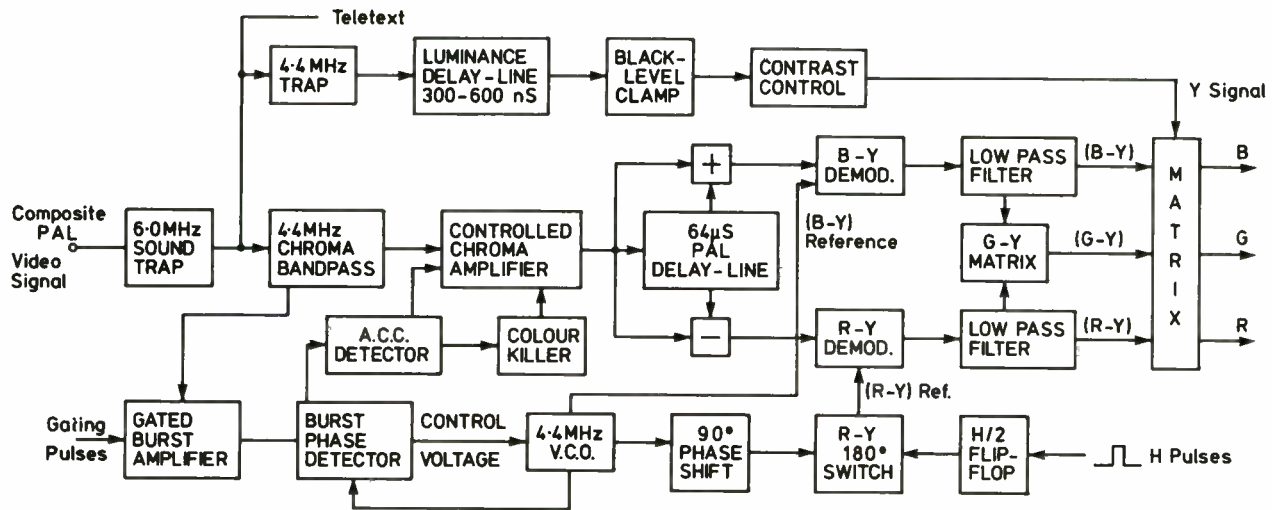 Teletext
4·4 MHz
TRAP
LUMINANCE
DELAY-LINE
300-600 nS
BLACK-
LEVEL
CLAMP
CONTRAST
CONTROL
Y Signal
Composite
PAL
Video
Signal
6·0MHz
SOUND
TRAP
4·4MHz
CHROMA
BANDPASS
CONTROLLED
CHROMA
AMPLIFIER
+
64µS
PAL
DELAY-LINE
−
B-Y
DEMOD.
(B-Y)
Reference
LOW PASS
FILTER
(B-Y)
G-Y
MATRIX
(G-Y)
R-Y
DEMOD.
LOW PASS
FILTER
(R-Y)
MATRIX
B
G
R
A.C.C.
DETECTOR
COLOUR
KILLER
(R-Y) Ref.
Gating
Pulses
GATED
BURST
AMPLIFIER
BURST
PHASE
DETECTOR
CONTROL
VOLTAGE
4·4MHz
V.C.O.
90°
PHASE
SHIFT
R-Y
180°
SWITCH
H/2
FLIP-
FLOP
H Pulses